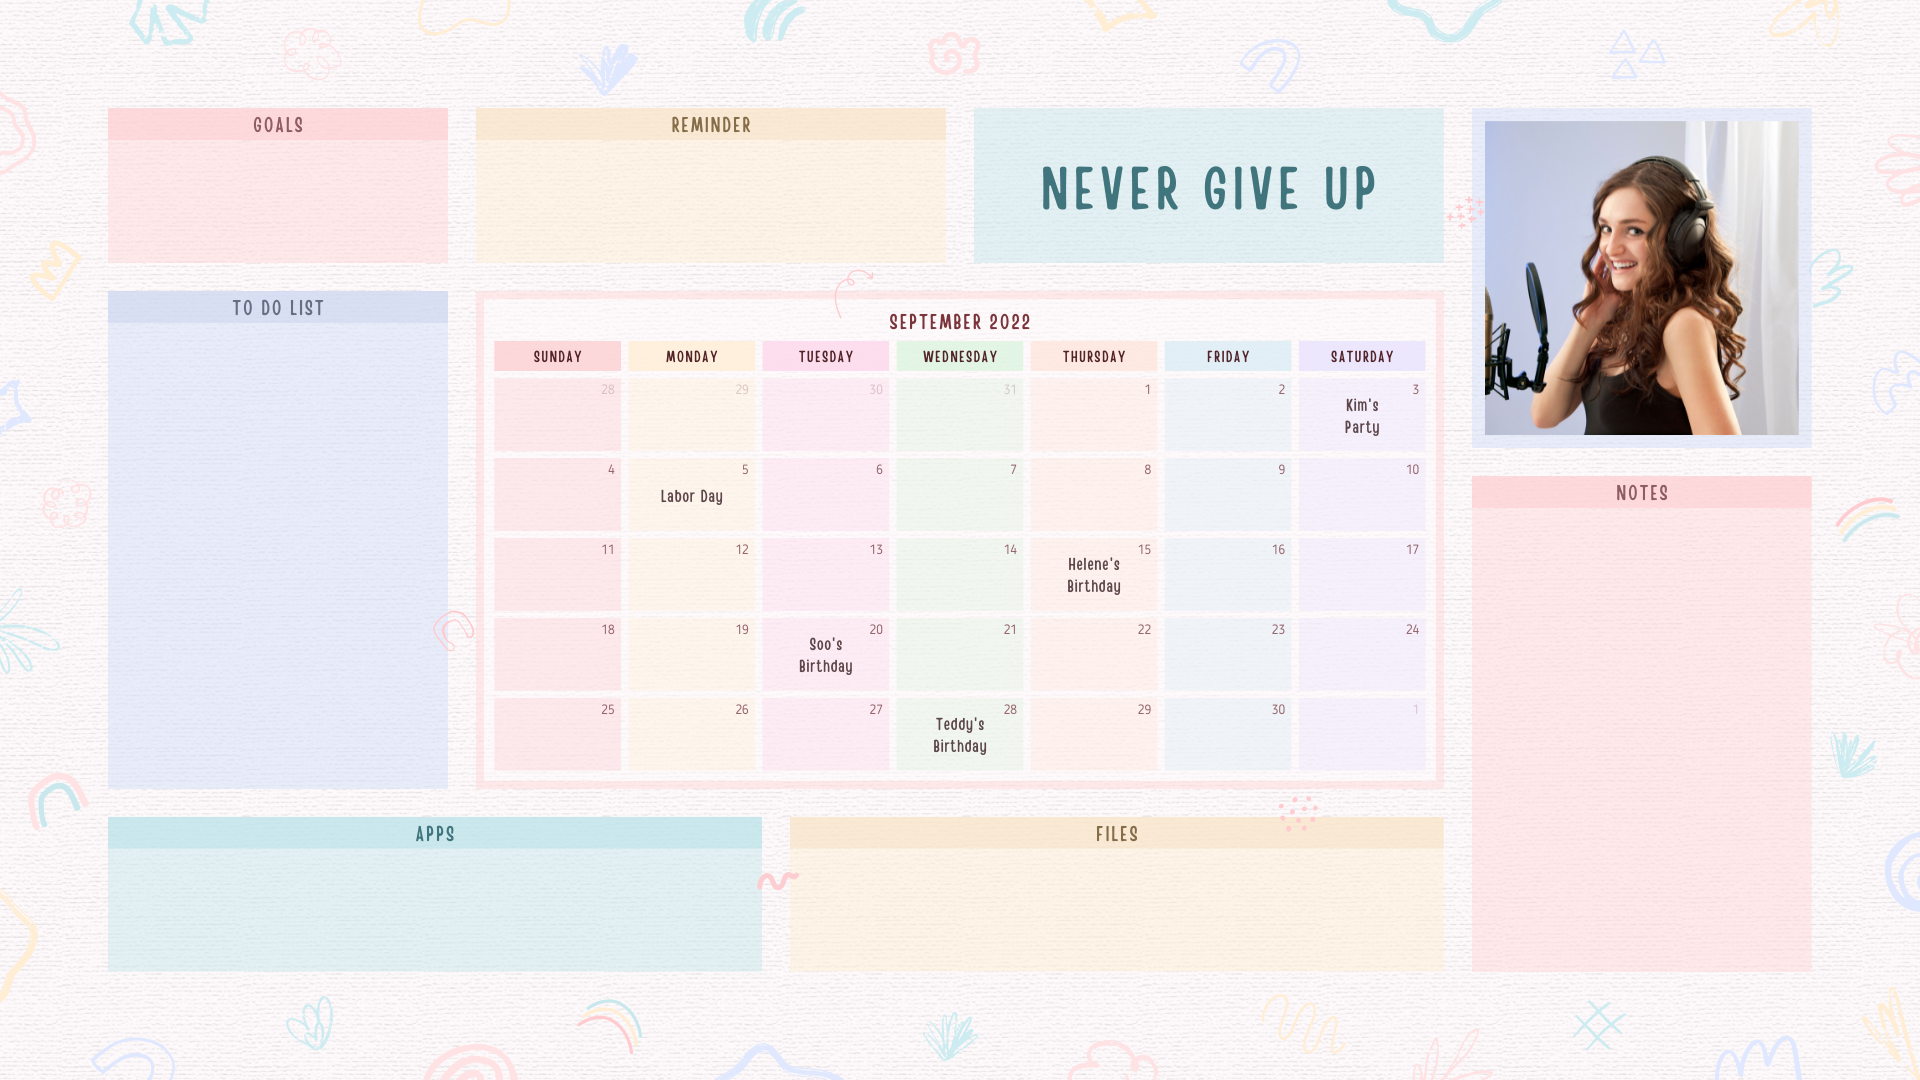 GOALS
REMINDER
NEVER GIVE UP
TO DO LIST
SEPTEMBER 2022
SUNDAY MONDAY TUESDAY WEDNESDAY THURSDAY FRIDAY SATURDAY
28 29 30 31 1 2 3
Kim's
Party
4 5 6 7 8 9 10
Labor Day
11 12 13 14 15 16 17
Helene's
Birthday
18 19 20 21 22 23 24
Soo's
Birthday
25 26 27 28 29 30 1
Teddy's
Birthday
NOTES
APPS
FILES